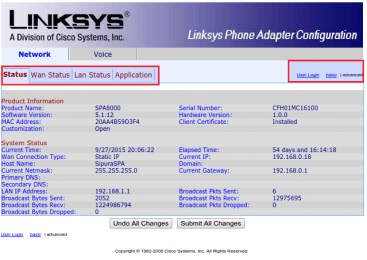 LINKSYS®
A Division of Cisco Systems, Inc.
Linksys Phone Adapter Configuration
Network Voice
Status Wan Status Lan Status Application
User Login basic | advanced
Product Information
Product Name: SPA8000 Serial Number: CFH01MC16100
Software Version: 5.1.12 Hardware Version: 1.0.0
MAC Address: 20AA4B59D3F4 Client Certificate: Installed
Customization: Open
System Status
Current Time: 9/27/2015 20:06:22 Elapsed Time: 54 days and 16:14:18
Wan Connection Type: Static IP Current IP: 192.168.0.18
Host Name: SipuraSPA Domain:
Current Netmask: 255.255.255.0 Current Gateway: 192.168.0.1
Primary DNS:
Secondary DNS:
LAN IP Address: 192.168.1.1 Broadcast Pkts Sent: 6
Broadcast Bytes Sent: 2052 Broadcast Pkts Recv: 12975695
Broadcast Bytes Recv: 1224986794 Broadcast Pkts Dropped: 0
Broadcast Bytes Dropped: 0
Undo All Changes Submit All Changes
User Login basic | advanced
Copyright © 1992-2006 Cisco Systems, Inc. All Rights Reserved.